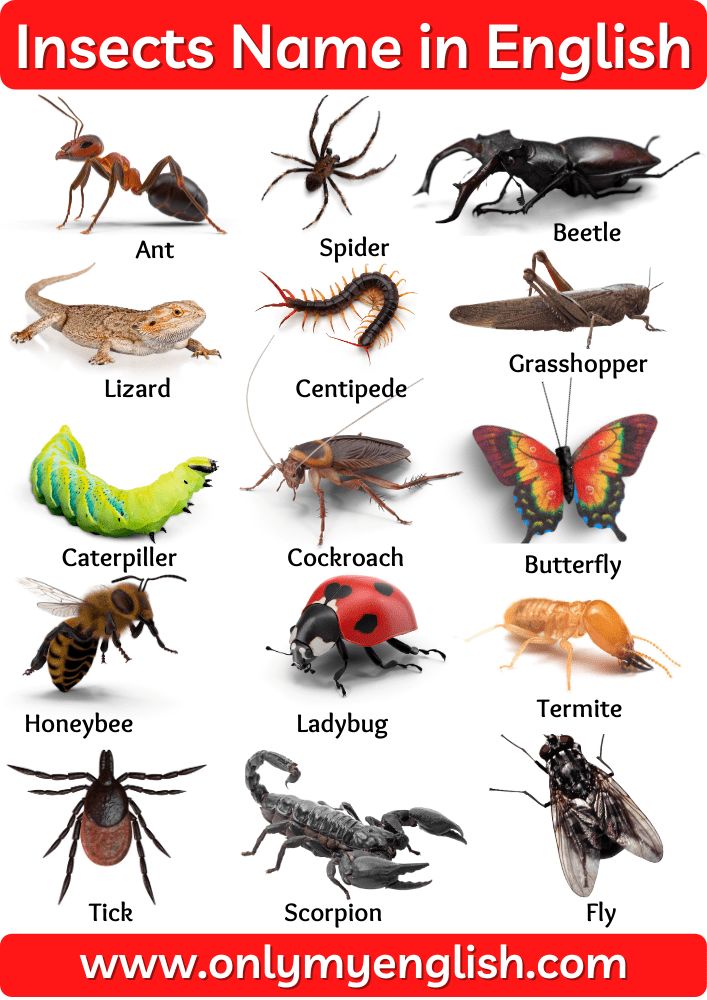 Insects Name in English
Ant
Spider
Beetle
Lizard
Centipede
Grasshopper
Caterpiller
Cockroach
Butterfly
Honeybee
Ladybug
Termite
Tick
Scorpion
Fly
www.onlymyenglish.com